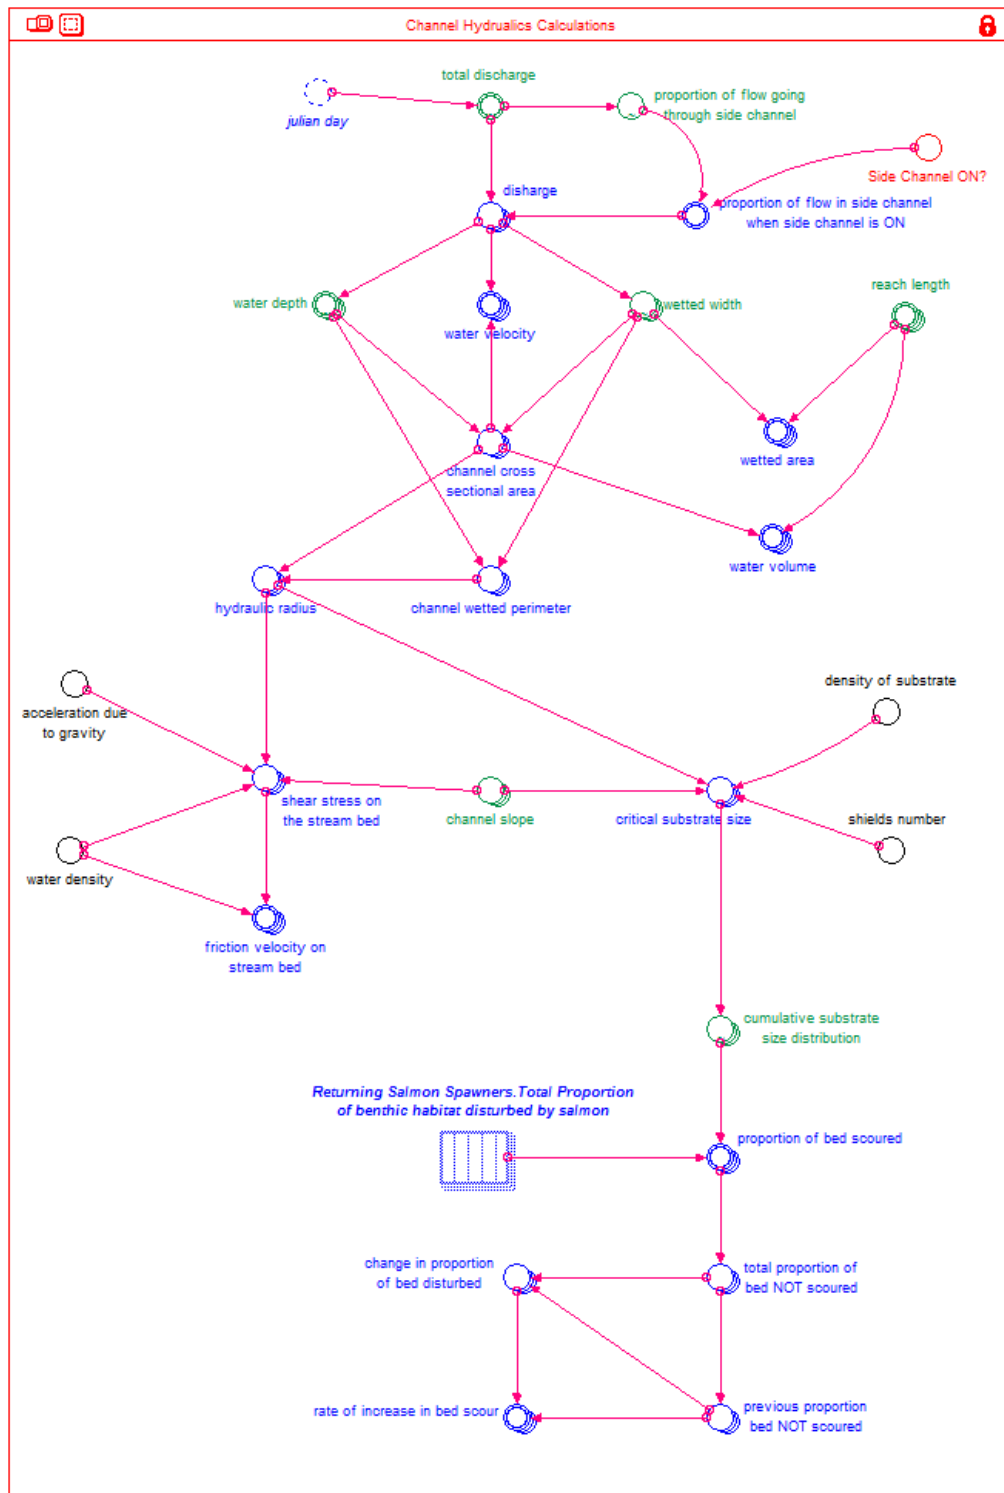 Channel Hydrualics Calculations
total discharge
proportion of flow going
through side channel
julian day
Side Channel ON?
disharge
proportion of flow in side channel
when side channel is ON
reach length
water depth
wetted width
water velocity
channel cross
sectional area
wetted area
water volume
hydraulic radius
channel wetted perimeter
density of substrate
acceleration due
to gravity
shear stress on
the stream bed
channel slope
critical substrate size
shields number
water density
friction velocity on
stream bed
cumulative substrate
size distribution
Returning Salmon Spawners.Total Proportion
of benthic habitat disturbed by salmon
proportion of bed scoured
change in proportion
of bed disturbed
total proportion of
bed NOT scoured
rate of increase in bed scour
previous proportion
bed NOT scoured